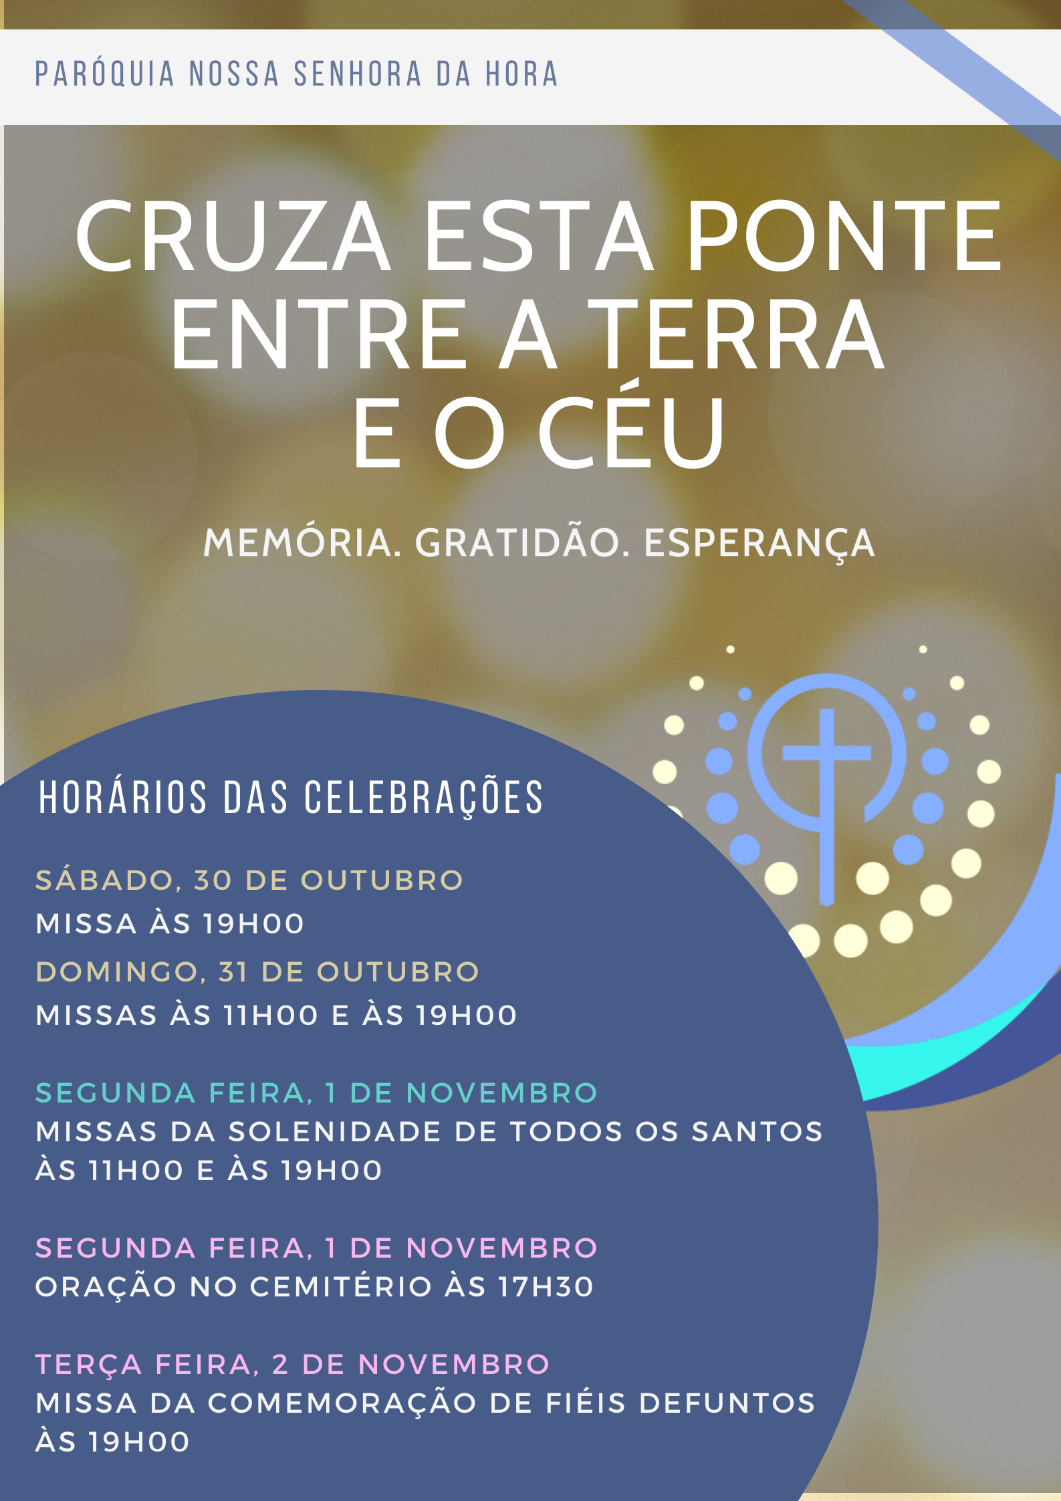 PARÓQUIA NOSSA SENHORA DA HORA
CRUZA ESTA PONTE
ENTRE A TERRA
E O CÉU
MEMÓRIA. GRATIDÃO. ESPERANÇA
HORÁRIOS DAS CELEBRAÇÕES
SÁBADO, 30 DE OUTUBRO
MISSA ÀS 19H00
DOMINGO, 31 DE OUTUBRO
MISSAS ÀS 11H00 E ÀS 19H00
SEGUNDA FEIRA, 1 DE NOVEMBRO
MISSAS DA SOLENIDADE DE TODOS OS SANTOS
ÀS 11H00 E ÀS 19H00
SEGUNDA FEIRA, 1 DE NOVEMBRO
ORAÇÃO NO CEMITÉRIO ÀS 17H30
TERÇA FEIRA, 2 DE NOVEMBRO
MISSA DA COMEMORAÇÃO DE FIÉIS DEFUNTOS
ÀS 19H00